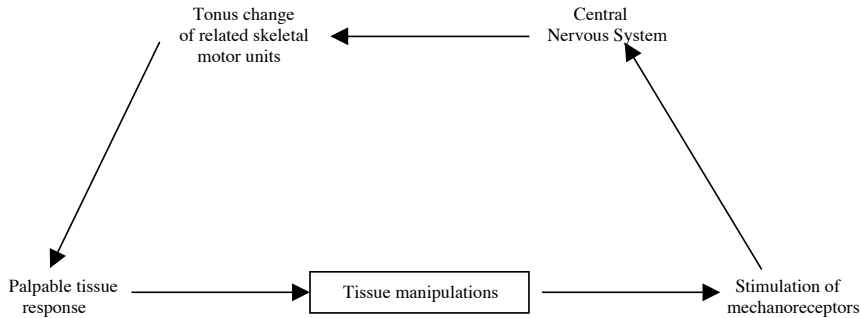 Tonus change
of related skeletal
motor units
Central
Nervous System
Palpable tissue
response
Tissue manipulations
Stimulation of
mechanoreceptors